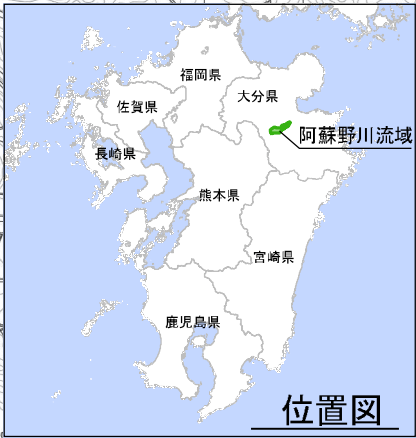 福岡県
大分県
佐賀県
阿蘇野川流域
長崎県
熊本県
宮崎県
鹿児島県
位置図